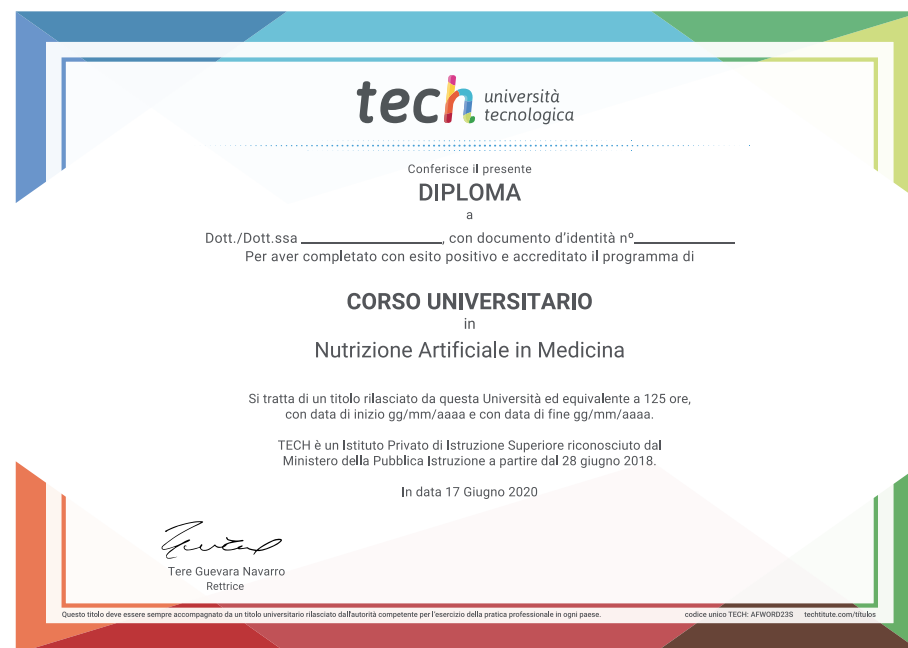 tech università
tecnologica
Conferisce il presente
DIPLOMA
a
Dott./Dott.ssa ____________________, con documento d'identità nº______________
Per aver completato con esito positivo e accreditato il programma di
CORSO UNIVERSITARIO
in
Nutrizione Artificiale in Medicina
Si tratta di un titolo rilasciato da questa Università ed equivalente a 125 ore,
con data di inizio gg/mm/aaaa e con data di fine gg/mm/aaaa.
TECH è un Istituto Privato di Istruzione Superiore riconosciuto dal
Ministero della Pubblica Istruzione a partire dal 28 giugno 2018.
In data 17 Giugno 2020
Tere Guevara Navarro
Rettrice
Questo titolo deve essere sempre accompagnato da un titolo universitario rilasciato dall'autorità competente per l'esercizio della pratica professionale in ogni paese. codice unico TECH: AFWORD23S techtitute.com/titulos